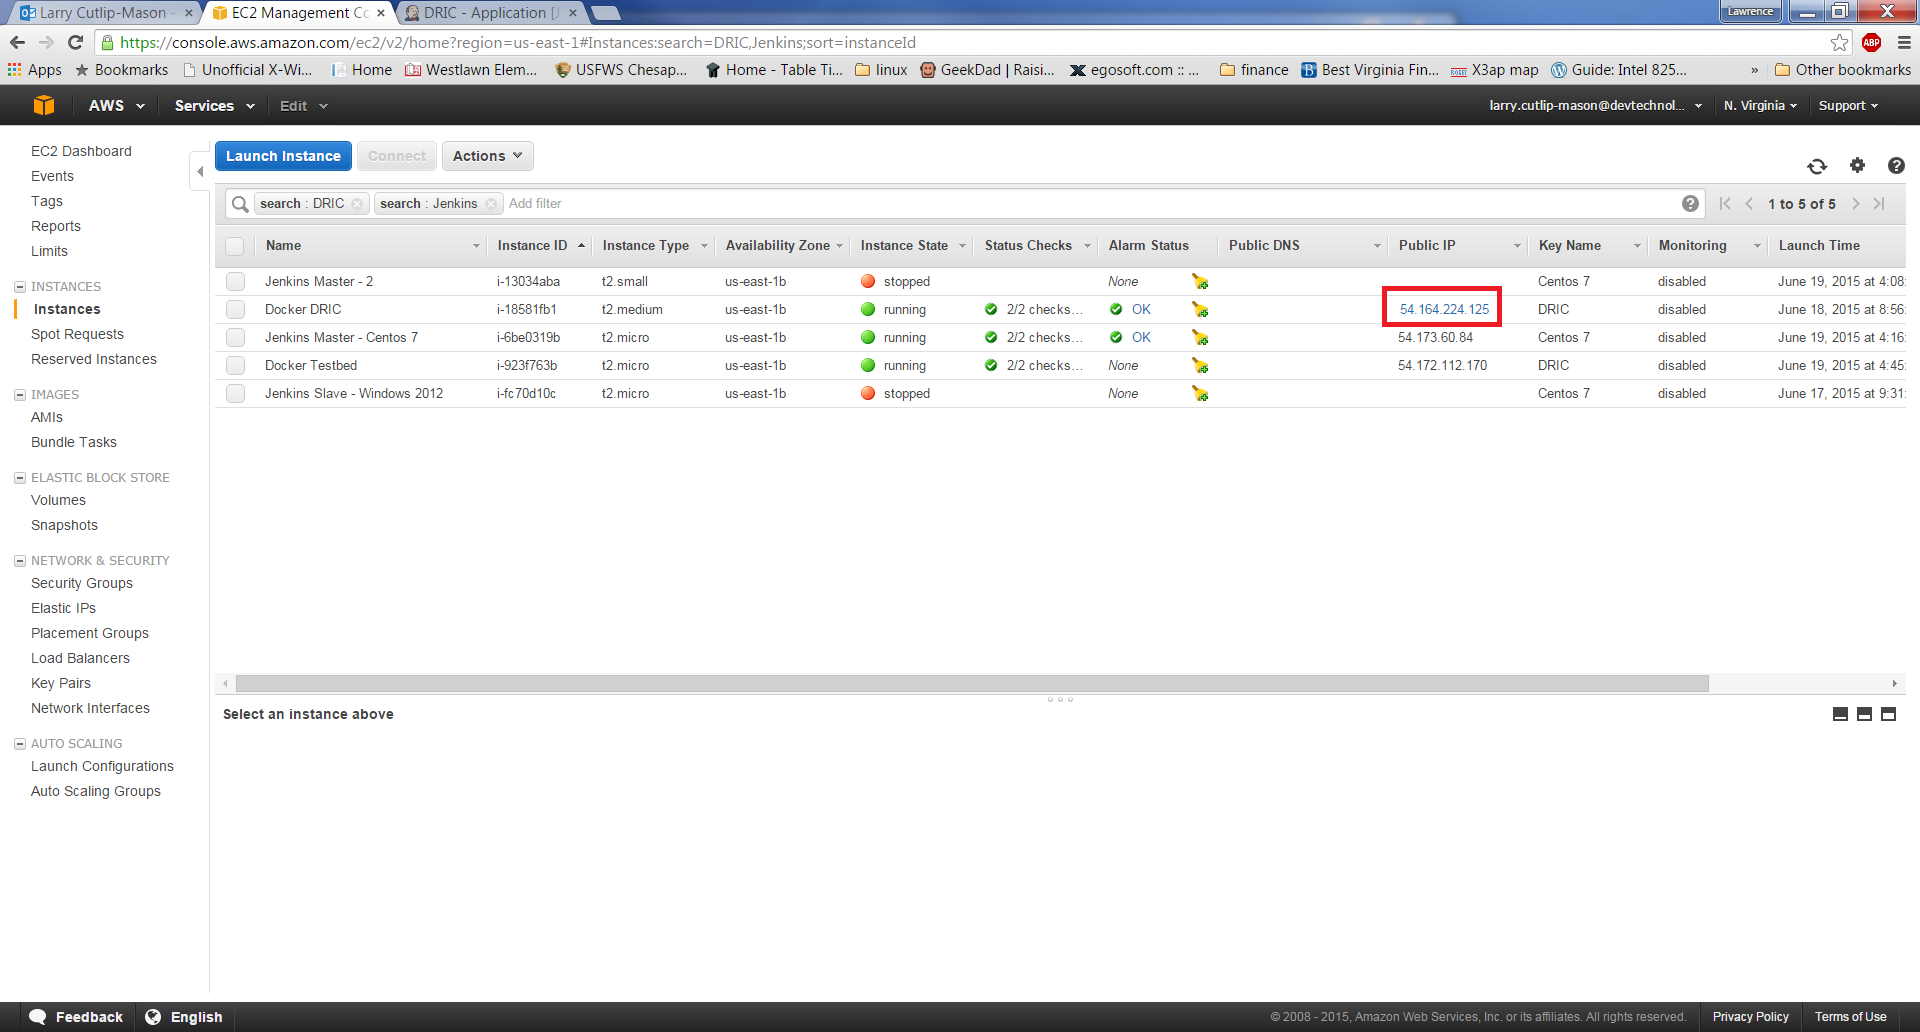 Larry Cutlip-Mason -
EC2 Management Co
DRIC - Application [J
Lawrence
https://console.aws.amazon.com/ec2/v2/home?region=us-east-1#Instances:search=DRIC,Jenkins;sort=instanceId
ABP
Apps Bookmarks Unofficial X-Wi... Home Westlawn Elem... USFWS Chesap... Home - Table Ti... linux GeekDad | Raisi... egosoft.com :: ... finance Best Virginia Fin... X3ap map Guide: Intel 825... » Other bookmarks
AWS Services Edit larry.cutlip-mason@devtechnol... N. Virginia Support
EC2 Dashboard
Events
Tags
Reports
Limits
INSTANCES
Instances
Spot Requests
Reserved Instances
IMAGES
AMIs
Bundle Tasks
ELASTIC BLOCK STORE
Volumes
Snapshots
NETWORK & SECURITY
Security Groups
Elastic IPs
Placement Groups
Load Balancers
Key Pairs
Network Interfaces
AUTO SCALING
Launch Configurations
Auto Scaling Groups
Launch Instance Connect Actions
search : DRIC search : Jenkins Add filter 1 to 5 of 5
Name Instance ID Instance Type Availability Zone Instance State Status Checks Alarm Status Public DNS Public IP Key Name Monitoring Launch Time
Jenkins Master - 2 i-13034aba t2.small us-east-1b stopped None Centos 7 disabled June 19, 2015 at 4:08:
Docker DRIC i-18581fb1 t2.medium us-east-1b running 2/2 checks... OK 54.164.224.125 DRIC disabled June 18, 2015 at 8:56:
Jenkins Master - Centos 7 i-6be0319b t2.micro us-east-1b running 2/2 checks... OK 54.173.60.84 Centos 7 disabled June 19, 2015 at 4:16:
Docker Testbed i-923f763b t2.micro us-east-1b running 2/2 checks... None 54.172.112.170 DRIC disabled June 19, 2015 at 4:45:
Jenkins Slave - Windows 2012 i-fc70d10c t2.micro us-east-1b stopped None Centos 7 disabled June 17, 2015 at 9:31:
Select an instance above
Feedback English © 2008 - 2015, Amazon Web Services, Inc. or its affiliates. All rights reserved. Privacy Policy Terms of Use